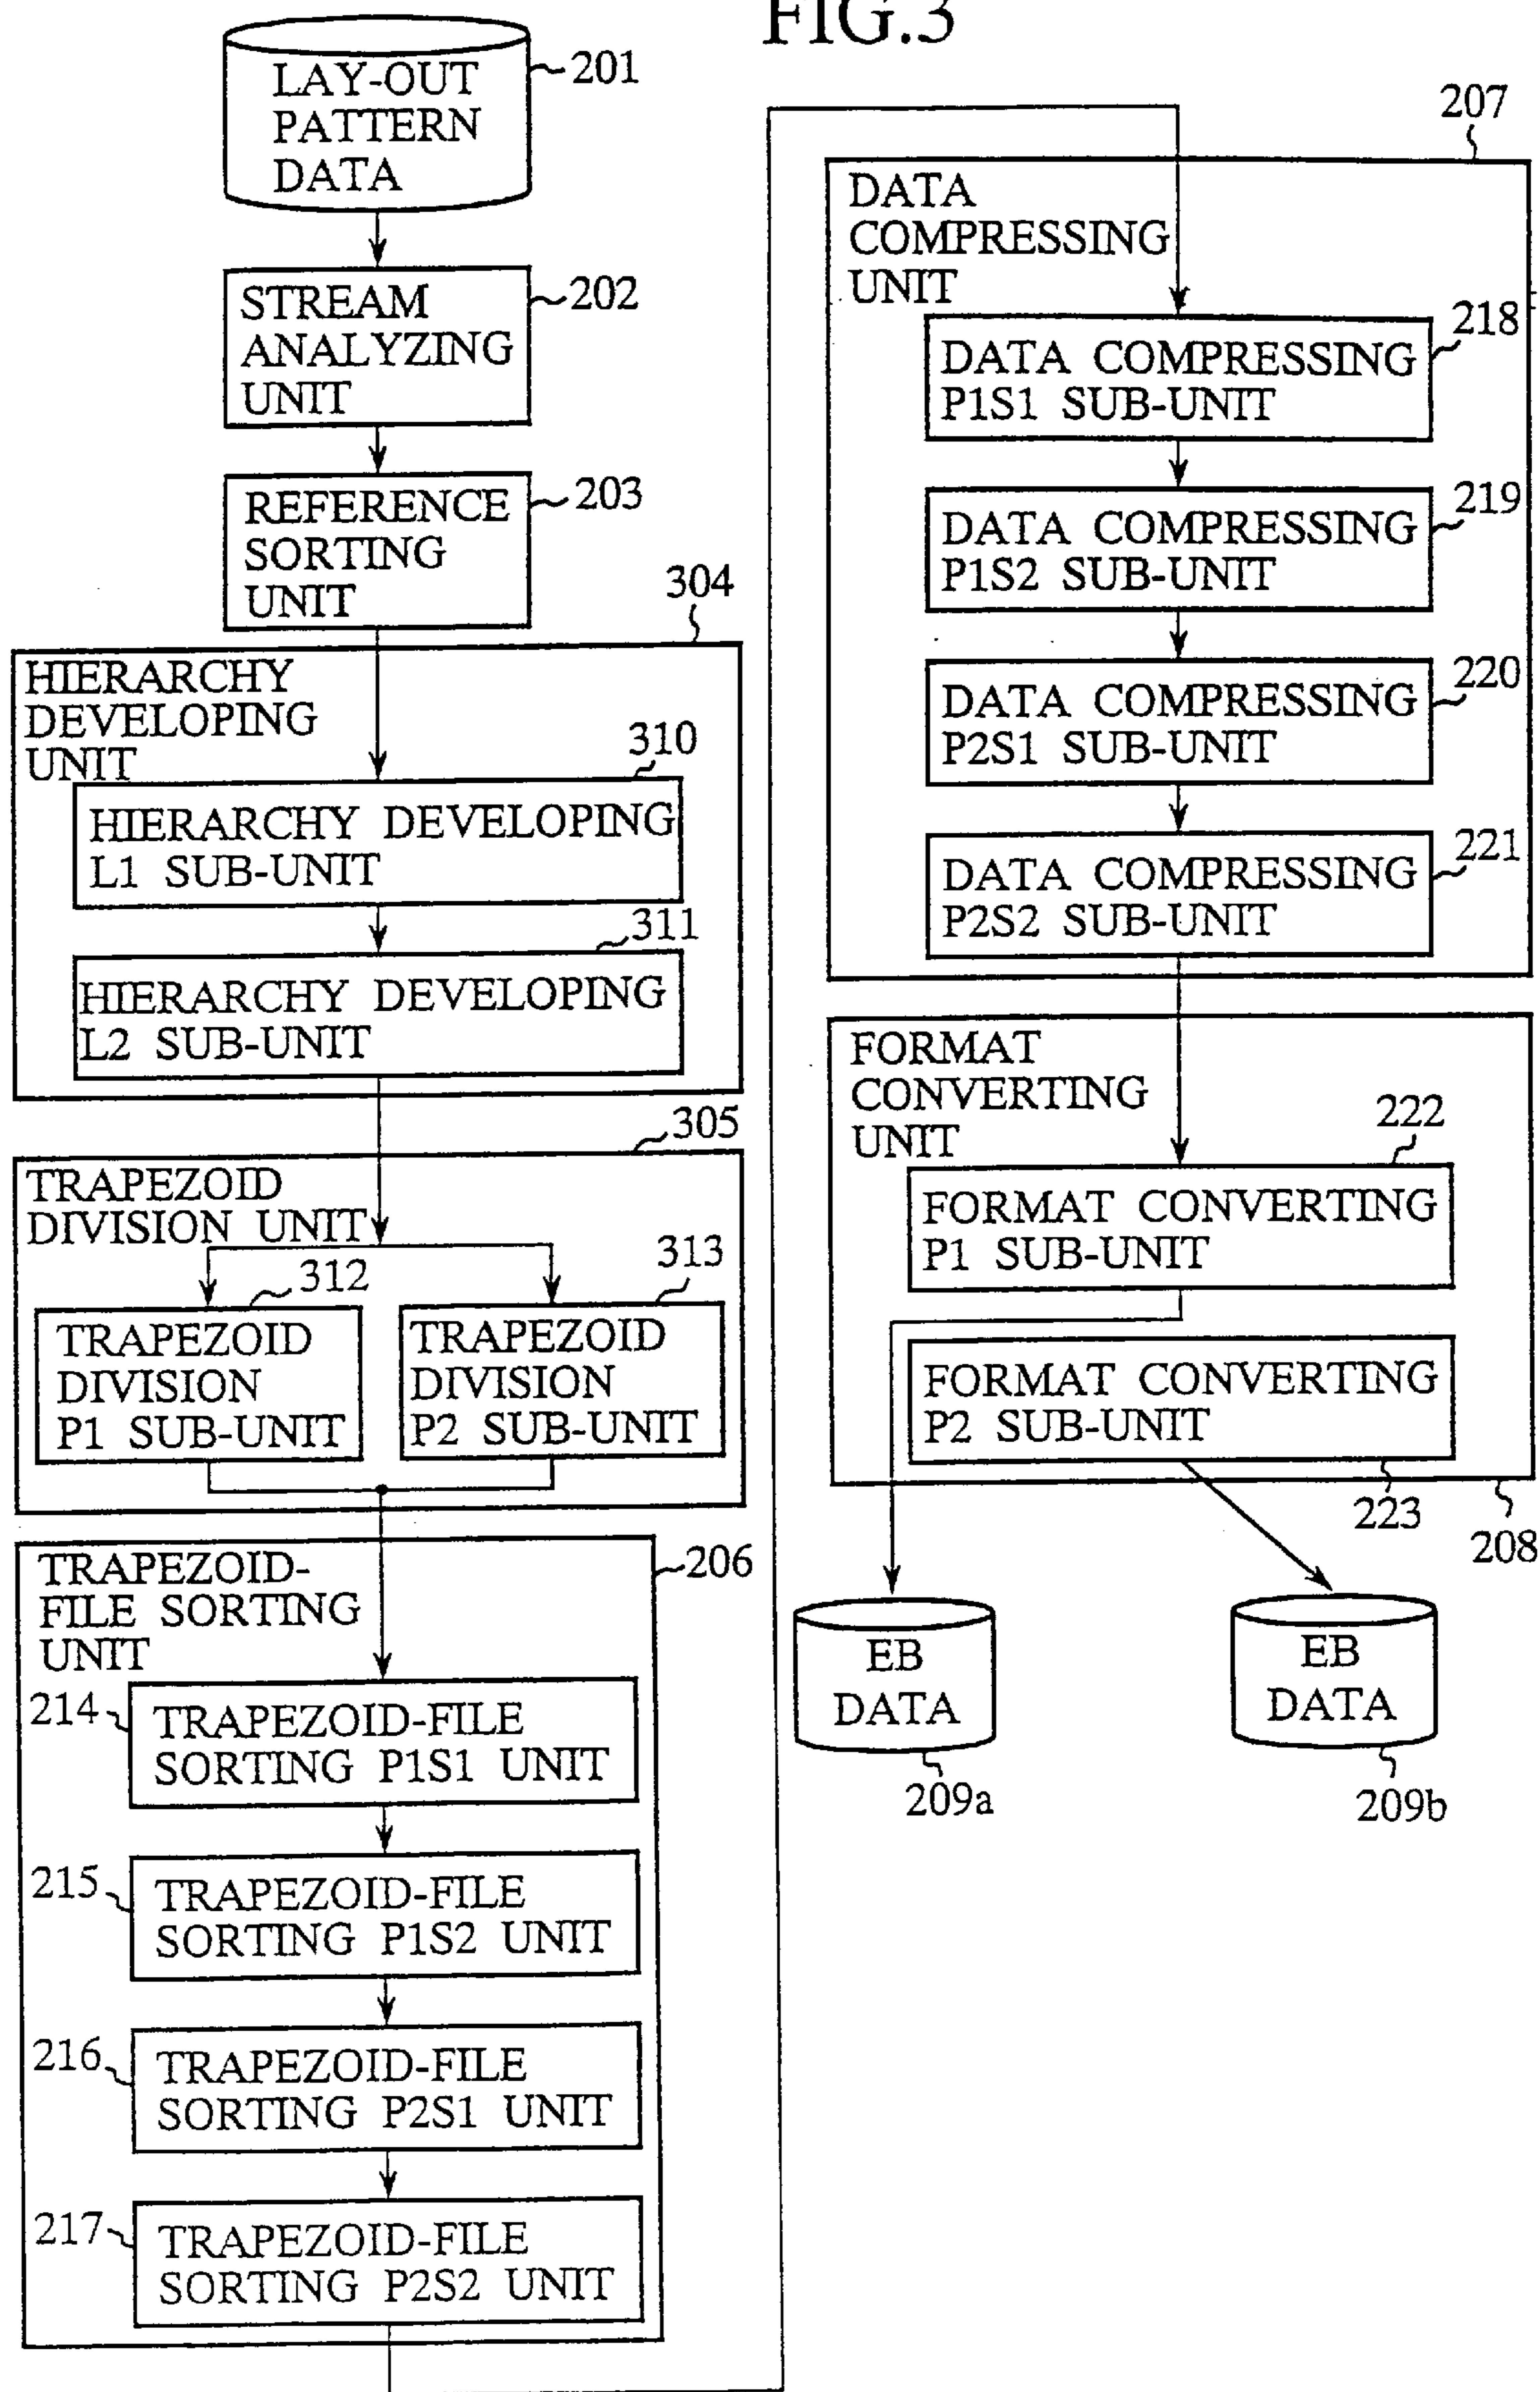 FIG.3
LAY-OUT
PATTERN
DATA
201
STREAM
ANALYZING
UNIT
202
REFERENCE
SORTING
UNIT
203
304
HIERARCHY
DEVELOPING
UNIT
310
HIERARCHY DEVELOPING
L1 SUB-UNIT
311
HIERARCHY DEVELOPING
L2 SUB-UNIT
305
TRAPEZOID
DIVISION UNIT
312
TRAPEZOID
DIVISION
P1 SUB-UNIT
313
TRAPEZOID
DIVISION
P2 SUB-UNIT
206
TRAPEZOID-
FILE SORTING
UNIT
214
TRAPEZOID-FILE
SORTING P1S1 UNIT
215
TRAPEZOID-FILE
SORTING P1S2 UNIT
216
TRAPEZOID-FILE
SORTING P2S1 UNIT
217
TRAPEZOID-FILE
SORTING P2S2 UNIT
207
DATA
COMPRESSING
UNIT
218
DATA COMPRESSING
P1S1 SUB-UNIT
219
DATA COMPRESSING
P1S2 SUB-UNIT
220
DATA COMPRESSING
P2S1 SUB-UNIT
221
DATA COMPRESSING
P2S2 SUB-UNIT
FORMAT
CONVERTING
UNIT
222
FORMAT CONVERTING
P1 SUB-UNIT
FORMAT CONVERTING
P2 SUB-UNIT
223
208
EB
DATA
209a
EB
DATA
209b